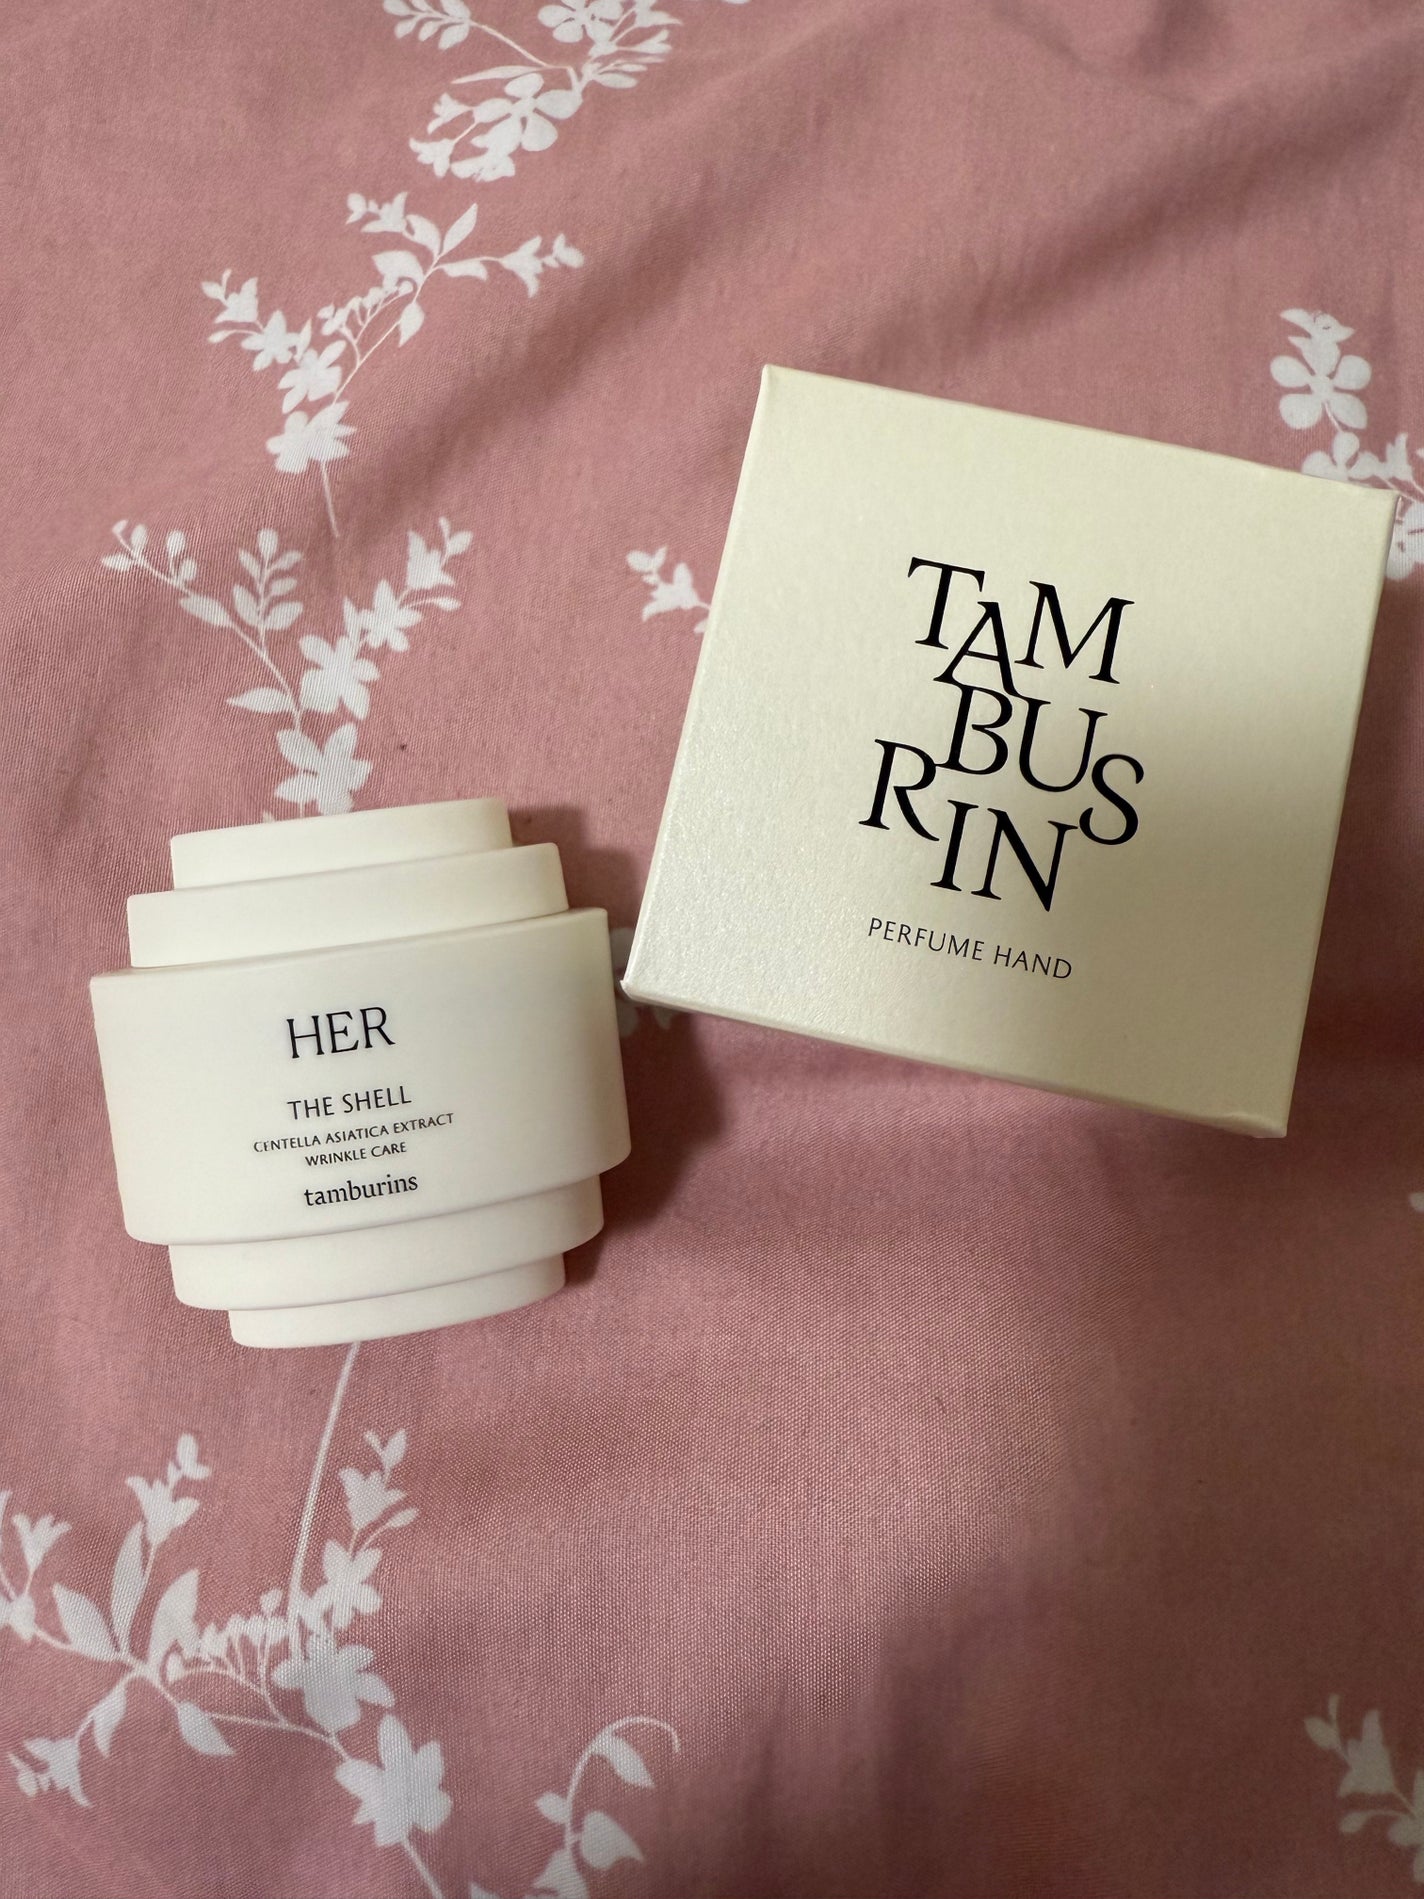 HER
THE SHELL
CENTELLA ASIATICA EXTRACT
WRINKLE CARE
tamburins
TAM
BUS
RIN
PERFUME HAND